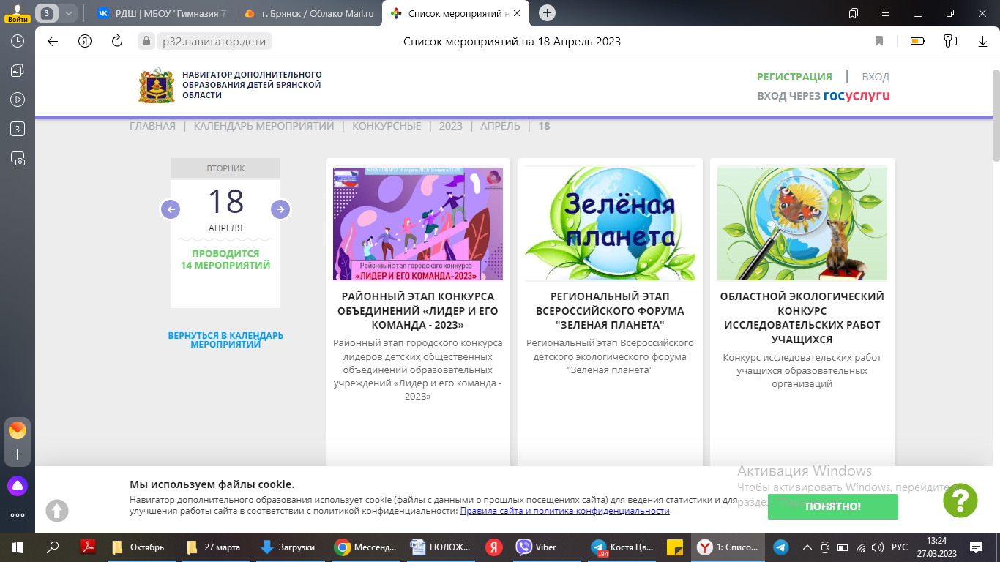 Войти
3
РДШ | МБОУ "Гимназия 7"
г. Брянск / Облако Mail.ru
Список мероприятий н
р32.навигатор.дети
Список мероприятий на 18 Апрель 2023
НАВИГАТОР ДОПОЛНИТЕЛЬНОГО
ОБРАЗОВАНИЯ ДЕТЕЙ БРЯНСКОЙ
ОБЛАСТИ
РЕГИСТРАЦИЯ | ВХОД
ВХОД ЧЕРЕЗ госуслуги
ГЛАВНАЯ | КАЛЕНДАРЬ МЕРОПРИЯТИЙ | КОНКУРСНЫЕ | 2023 | АПРЕЛЬ | 18
3
ВТОРНИК
18
АПРЕЛЯ
ПРОВОДИТСЯ
14 МЕРОПРИЯТИЙ
ВЕРНУТЬСЯ В КАЛЕНДАРЬ
МЕРОПРИЯТИЙ
Районный этап городского конкурса
«ЛИДЕР И ЕГО КОМАНДА-2023»
РАЙОННЫЙ ЭТАП КОНКУРСА
ОБЪЕДИНЕНИЙ «ЛИДЕР И ЕГО
КОМАНДА - 2023»
Районный этап городского конкурса
лидеров детских общественных
объединений образовательных
учреждений «Лидер и его команда -
2023»
Зелёная
планета
РЕГИОНАЛЬНЫЙ ЭТАП
ВСЕРОССИЙСКОГО ФОРУМА
"ЗЕЛЕНАЯ ПЛАНЕТА"
Региональный этап Всероссийского
детского экологического форума
"Зеленая планета"
ОБЛАСТНОЙ ЭКОЛОГИЧЕСКИЙ
КОНКУРС
ИССЛЕДОВАТЕЛЬСКИХ РАБОТ
УЧАЩИХСЯ
Конкурс исследовательских работ
учащихся образовательных
организаций
Мы используем файлы cookie.
Навигатор дополнительного образования использует cookie (файлы с данными о прошлых посещениях сайта) для ведения статистики и для
улучшения работы сайта в соответствии с политикой конфиденциальности: Правила сайта и политика конфиденциальности
Активация Windows
Чтобы активировать Windows, перейдите в
раздел
ПОНЯТНО!
?
Октябрь
27 марта
Загрузки
Мессенд...
ПОЛОЖ...
Я
Viber
94
Костя Цв...
1: Списо...
РУС
13:24
27.03.2023